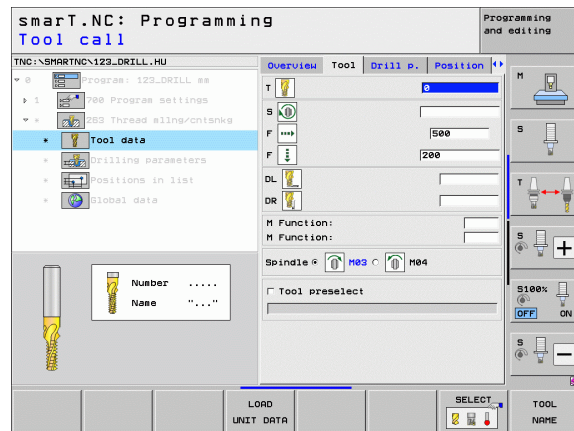 smarT.NC: Programming
Tool call
Programming
and editing
TNC:\SMARTNC\123_DRILL.HU
0 Program: 123_DRILL mm
1 700 Program settings
263 Thread mllng/cntsnkg
* Tool data
* Drilling parameters
* Positions in list
* Global data
Number .....
Name "..."
Overview Tool Drill p. Position
T 0
S
F 500
F 200
DL
DR
M Function:
M Function:
Spindle M03 M04
Tool preselect
M
S
T
S
S100%
OFF ON
S
LOAD
UNIT DATA
SELECT
TOOL
NAME